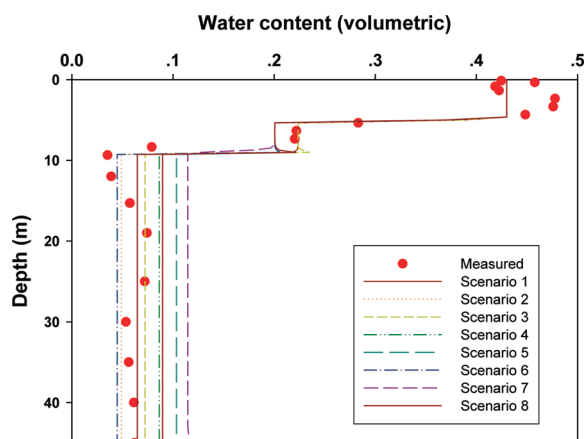 Water content (volumetric)
0.0 .1 .2 .3 .4 .5
0
10
20
30
40
Depth (m)
Measured
Scenario 1
Scenario 2
Scenario 3
Scenario 4
Scenario 5
Scenario 6
Scenario 7
Scenario 8